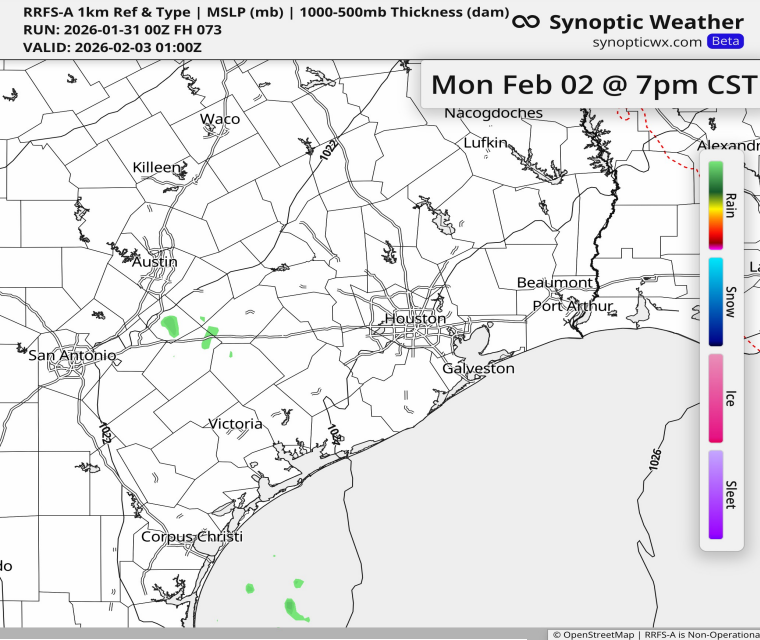 RRFS-A 1km Ref & Type | MSLP (mb) | 1000-500mb Thickness (dam)
RUN: 2026-01-31 00Z FH 073
VALID: 2026-02-03 01:00Z
Synoptic Weather
synopticwx.com Beta
Mon Feb 02 @ 7pm CST
Nacogdoches
Waco
Lufkin
Alexandr
1022
Killeen
Rain
Austin
Beaumont
Snow
Port Arthur
Houston
San Antonio
Galveston
Ice
Victoria
1022
1026
Sleet
Corpus Christi
do
© OpenStreetMap | RRFS-A is Non-Operationa